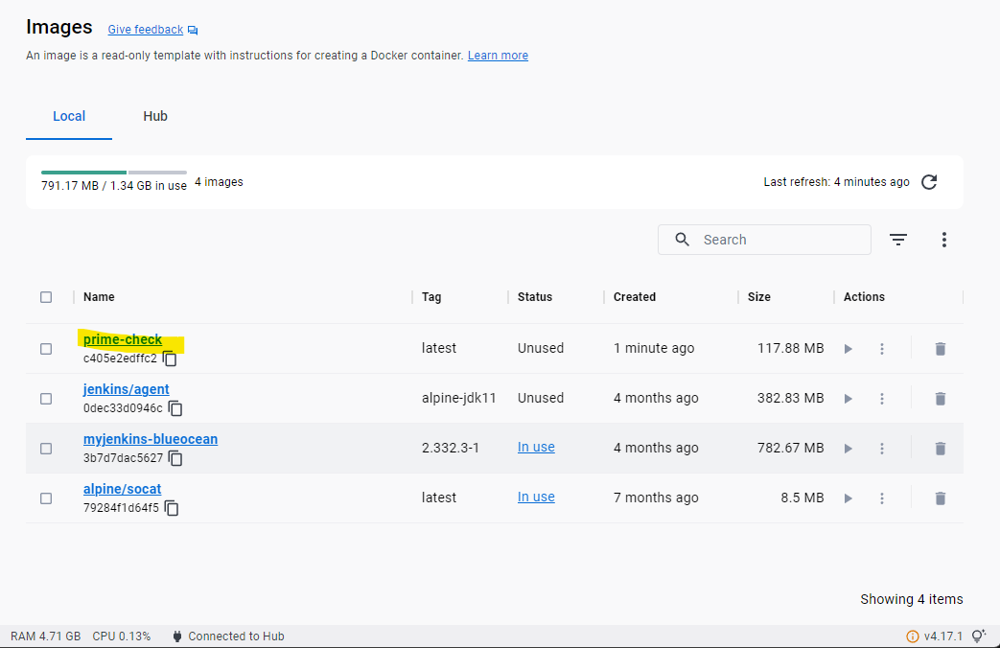 Images Give feedback
An image is a read-only template with instructions for creating a Docker container. Learn more
Local Hub
791.17 MB / 1.34 GB in use 4 images Last refresh: 4 minutes ago
Search
Name Tag Status Created Size Actions
prime-check
c405e2edffc2 latest Unused 1 minute ago 117.88 MB
jenkins/agent
0dec33d0946c alpine-jdk11 Unused 4 months ago 382.83 MB
myjenkins-blueocean
3b7d7dac5627 2.332.3-1 In use 4 months ago 782.67 MB
alpine/socat
79284f1d64f5 latest In use 7 months ago 8.5 MB
Showing 4 items
RAM 4.71 GB CPU 0.13% Connected to Hub v4.17.1